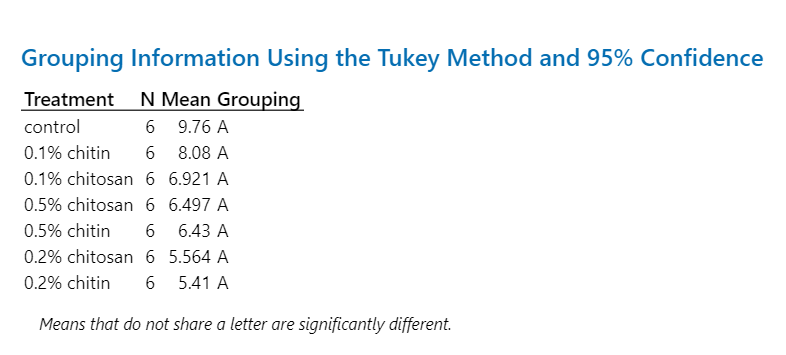 Grouping Information Using the Tukey Method and 95% Confidence
Treatment N Mean Grouping
control 6 9.76 A
0.1% chitin 6 8.08 A
0.1% chitosan 6 6.921 A
0.5% chitosan 6 6.497 A
0.5% chitin 6 6.43 A
0.2% chitosan 6 5.564 A
0.2% chitin 6 5.41 A
Means that do not share a letter are significantly different.